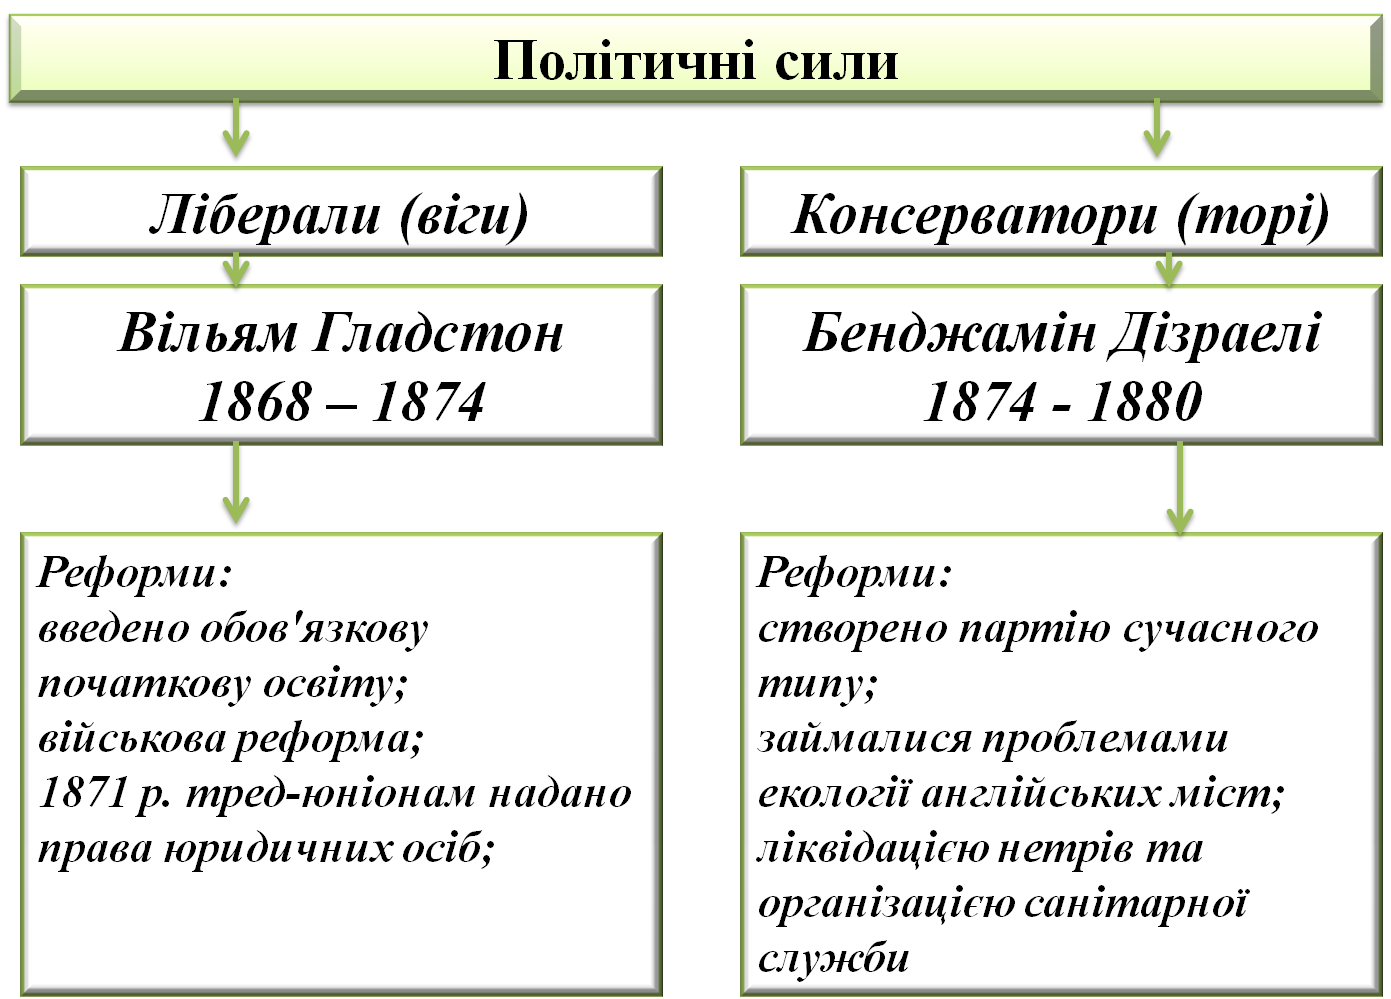 Політичні сили
Ліберали (віги)
Вільям Гладстон
1868 – 1874
Реформи:
введено обов'язкову
початкову освіту;
військова реформа;
1871 р. тред-юніонам надано
права юридичних осіб;
Консерватори (торі)
Бенджамін Дізраелі
1874 - 1880
Реформи:
створено партію сучасного
типу;
займалися проблемами
екології англійських міст;
ліквідацією нетрів та
організацією санітарної
служби